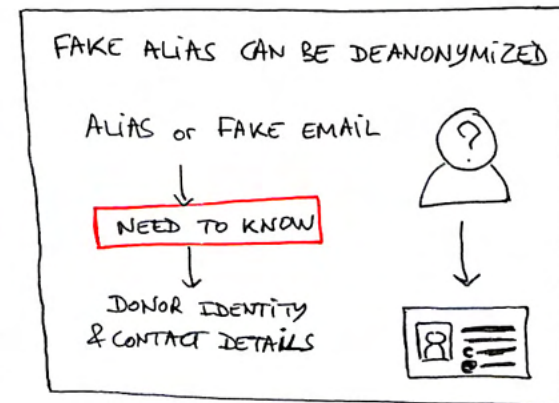 FAKE ALIAS CAN BE DEANONYMIZED
ALIAS or FAKE EMAIL
?
NEED TO KNOW
DONOR IDENTITY
& CONTACT DETAILS